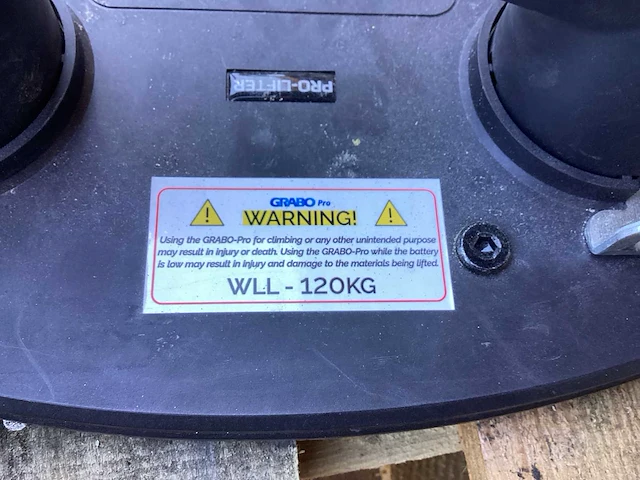 PRO-LIFTER
GRABO Pro
WARNING!
Using the GRABO-Pro for climbing or any other unintended purpose
may result in injury or death. Using the GRABO-Pro while the battery
is low may result in injury and damage to the materials being lifted.
WLL - 120KG